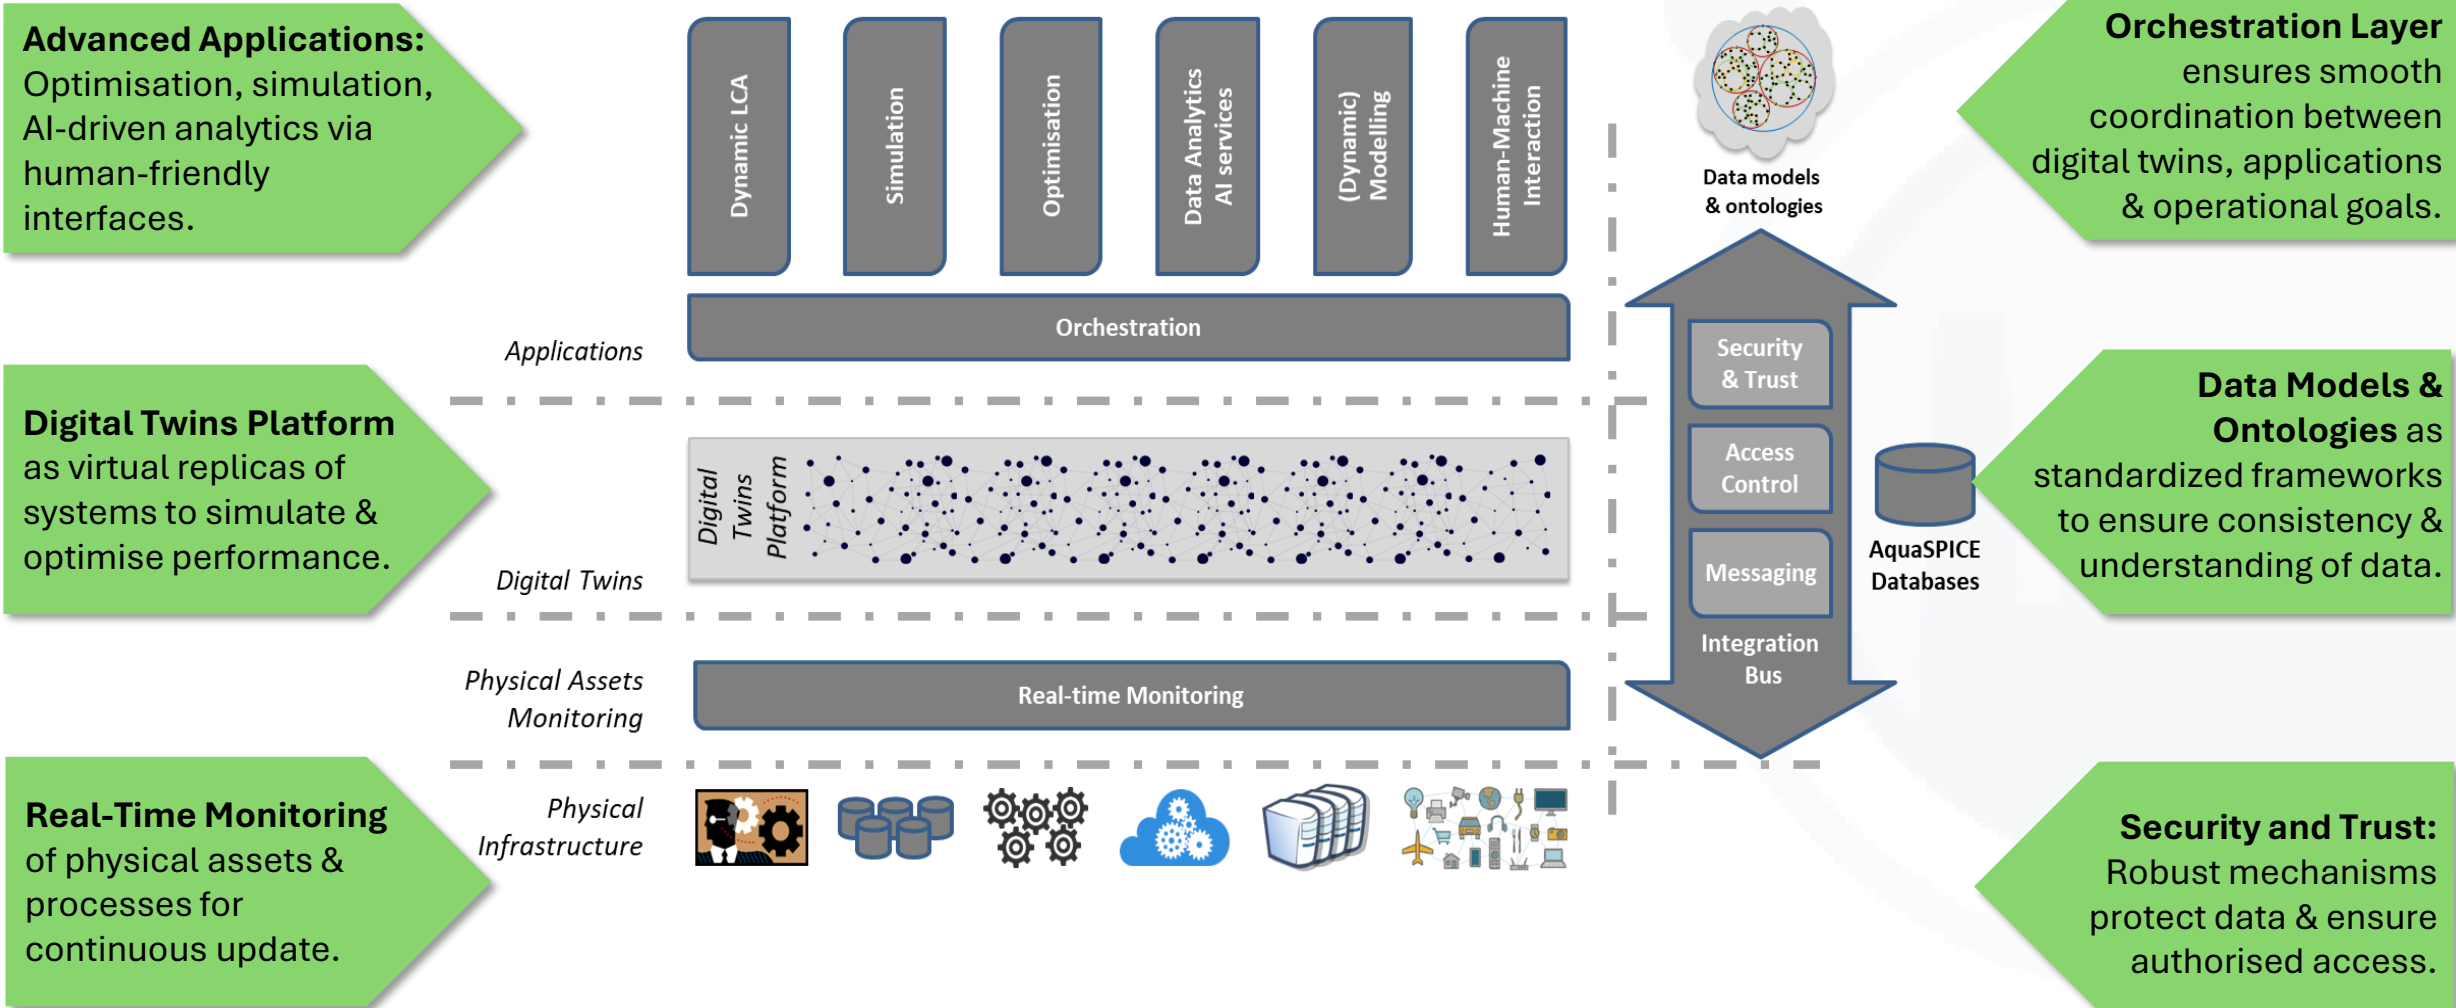 Advanced Applications:
Optimisation, simulation,
AI-driven analytics via
human-friendly
interfaces.
Digital Twins Platform
as virtual replicas of
systems to simulate &
optimise performance.
Real-Time Monitoring
of physical assets &
processes for
continuous update.
Dynamic LCA
Simulation
Optimisation
Data Analytics
AI services
(Dynamic)
Modelling
Human-Machine
Interaction
Orchestration
Applications
Digital
Twins
Platform
Digital Twins
Physical Assets
Monitoring
Real-time Monitoring
Physical
Infrastructure
Data models
& ontologies
Security
& Trust
Access
Control
Messaging
Integration
Bus
AquaSPICE
Databases
Orchestration Layer
ensures smooth
coordination between
digital twins, applications
& operational goals.
Data Models &
Ontologies as
standardized frameworks
to ensure consistency &
understanding of data.
Security and Trust:
Robust mechanisms
protect data & ensure
authorised access.